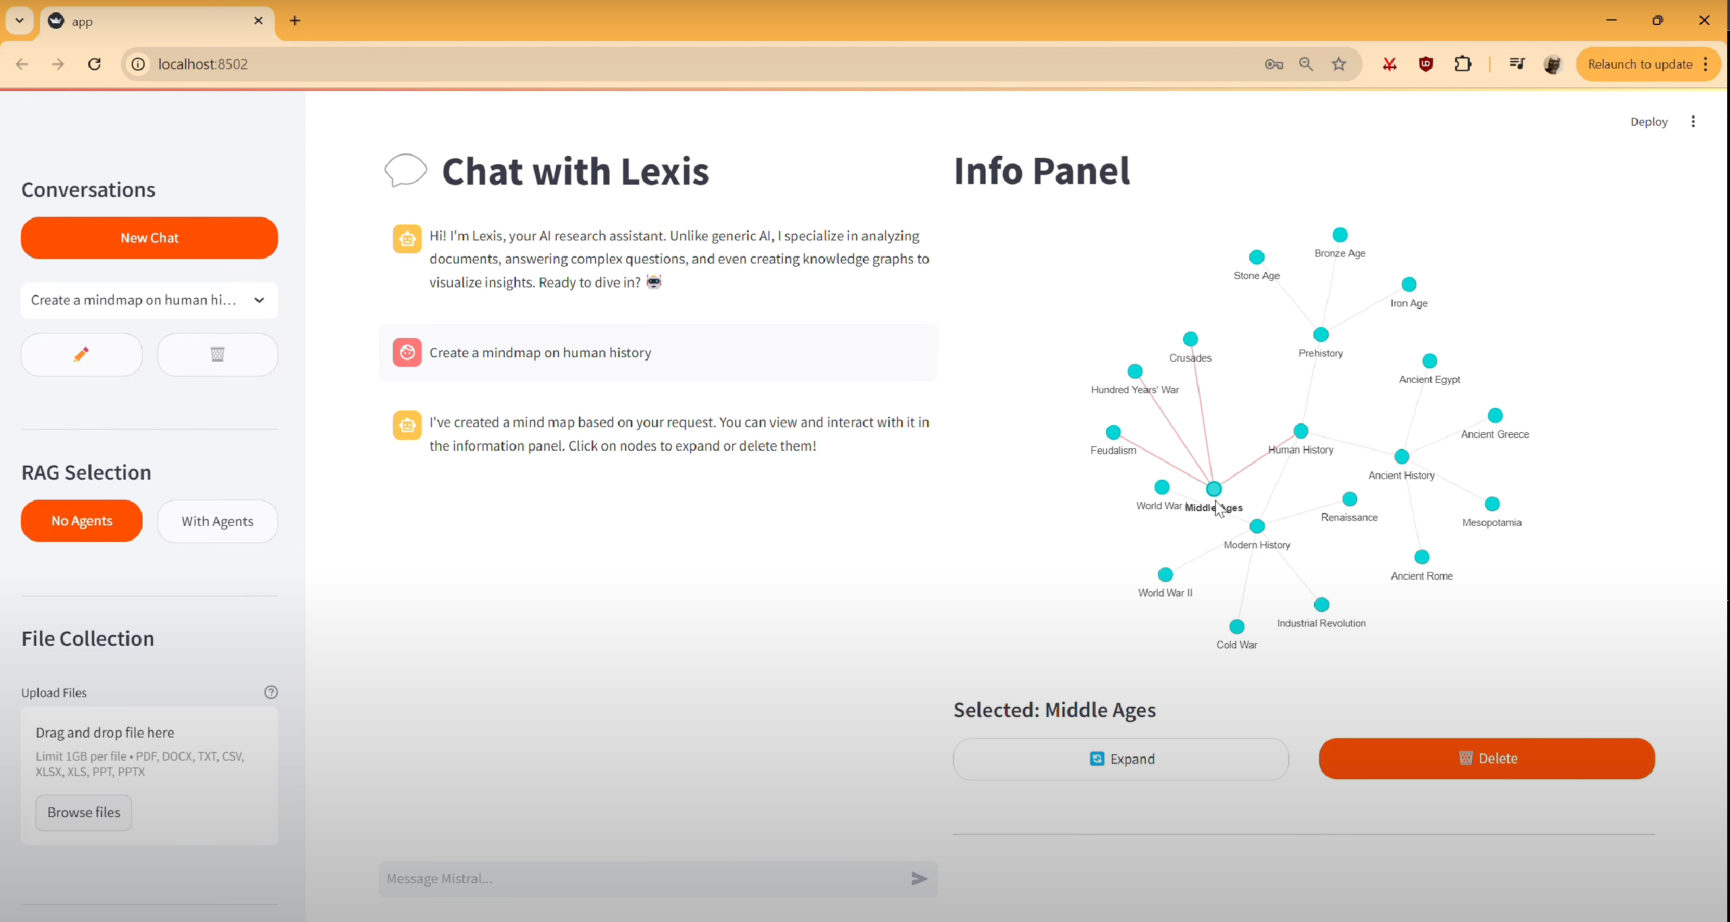 app
localhost:8502
Relaunch to update
Deploy
Conversations
New Chat
Create a mindmap on human hi...
RAG Selection
No Agents
With Agents
File Collection
Upload Files
Drag and drop file here
Limit 1GB per file • PDF, DOCX, TXT, CSV,
XLSX, XLS, PPT, PPTX
Browse files
Chat with Lexis
Hi! I'm Lexis, your AI research assistant. Unlike generic AI, I specialize in analyzing
documents, answering complex questions, and even creating knowledge graphs to
visualize insights. Ready to dive in?
Create a mindmap on human history
I've created a mind map based on your request. You can view and interact with it in
the information panel. Click on nodes to expand or delete them!
Message Mistral...
Info Panel
Bronze Age
Stone Age
Iron Age
Prehistory
Crusades
Ancient Egypt
Hundred Years' War
Ancient Greece
Feudalism
Human History
Ancient History
World War
Middle Ages
Renaissance
Mesopotamia
Modern History
Ancient Rome
World War II
Industrial Revolution
Cold War
Selected: Middle Ages
Expand
Delete